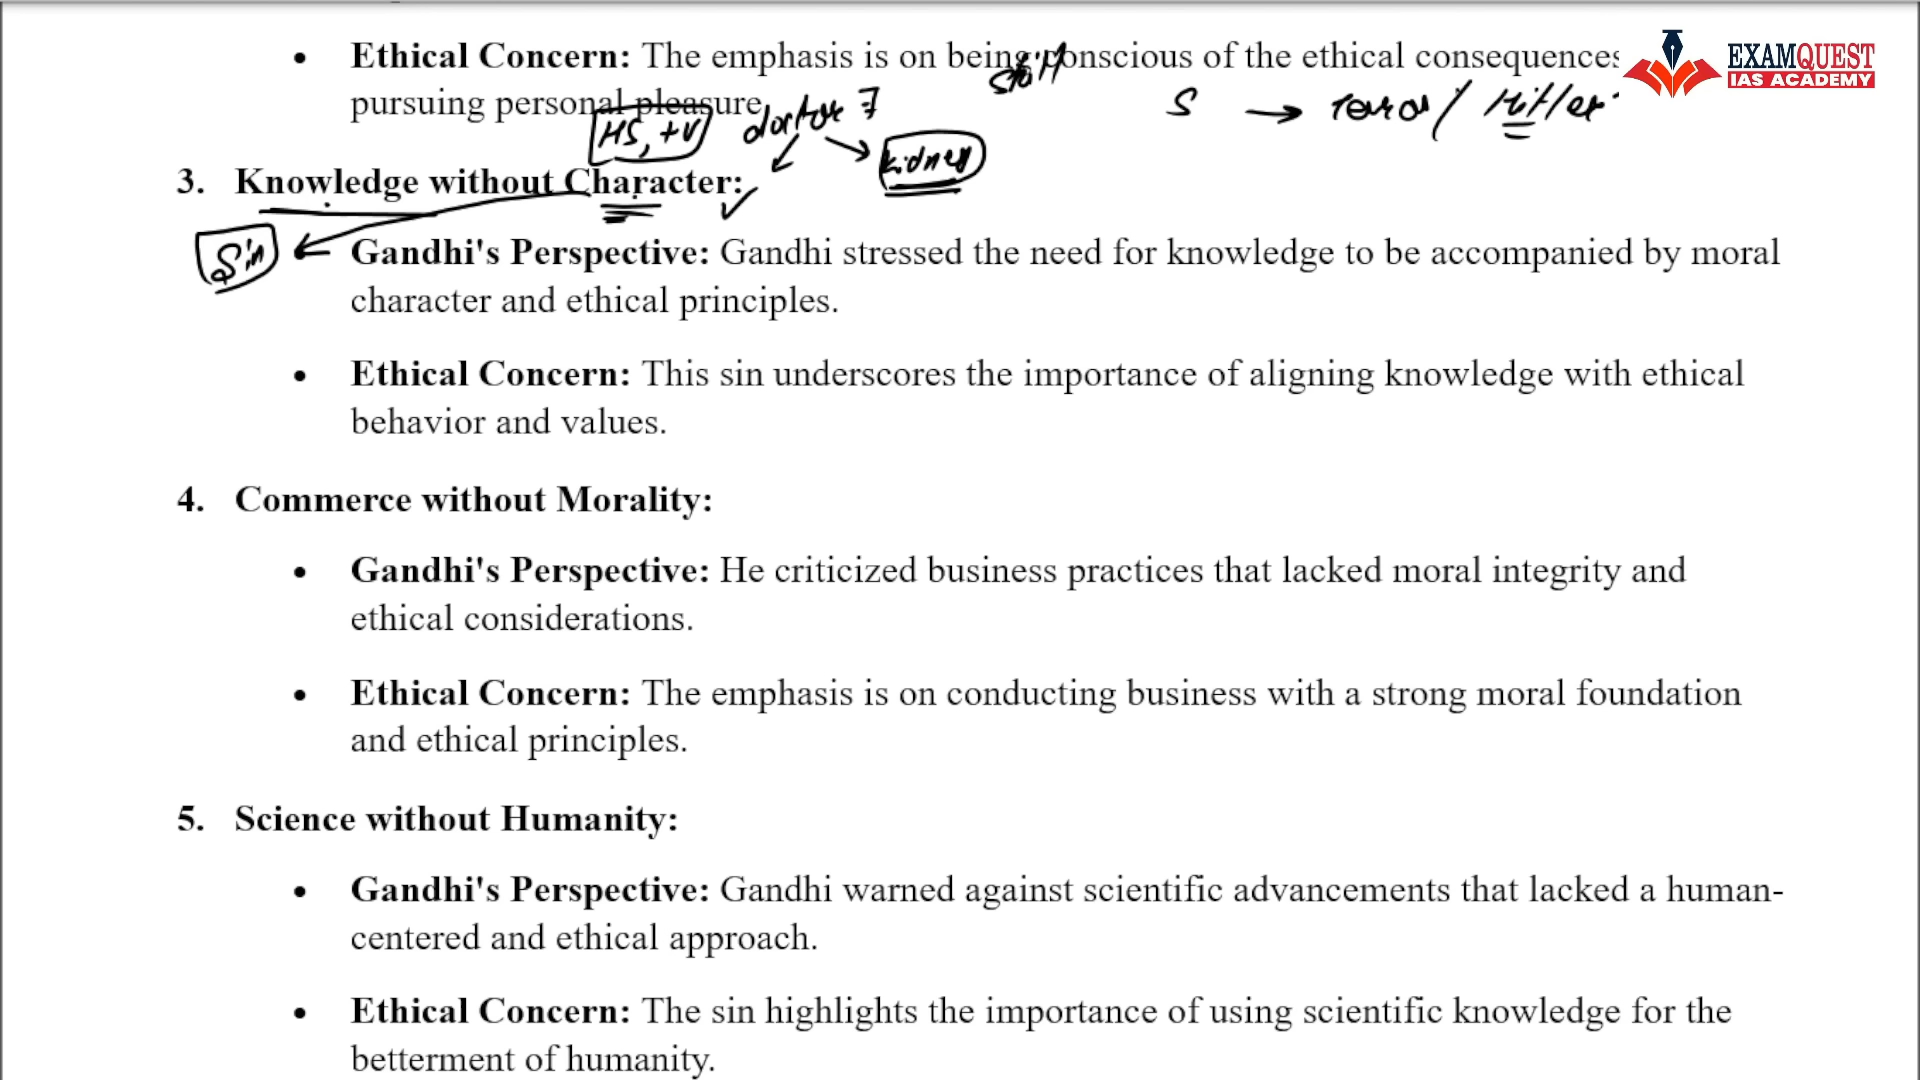 • Ethical Concern: The emphasis is on being conscious of the ethical consequences
pursuing personal pleasure.
EXAMQUEST
IAS ACADEMY
skill
S → / Hitler
HS, +V
doctor
kidney
3. Knowledge without Character:
Sin
Gandhi's Perspective: Gandhi stressed the need for knowledge to be accompanied by moral
character and ethical principles.
• Ethical Concern: This sin underscores the importance of aligning knowledge with ethical
behavior and values.
4. Commerce without Morality:
• Gandhi's Perspective: He criticized business practices that lacked moral integrity and
ethical considerations.
• Ethical Concern: The emphasis is on conducting business with a strong moral foundation
and ethical principles.
5. Science without Humanity:
• Gandhi's Perspective: Gandhi warned against scientific advancements that lacked a human-
centered and ethical approach.
• Ethical Concern: The sin highlights the importance of using scientific knowledge for the
betterment of humanity.